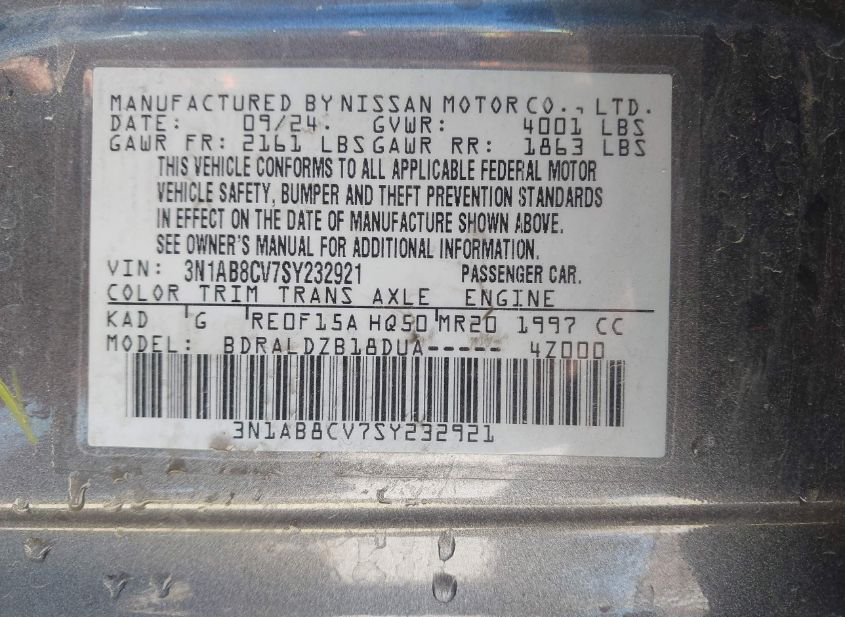 MANUFACTURED BY NISSAN MOTOR CO., LTD.
DATE: 09/24. GVWR: 4001 LBS
GAWR FR: 2161 LBS GAWR RR: 1863 LBS
THIS VEHICLE CONFORMS TO ALL APPLICABLE FEDERAL MOTOR
VEHICLE SAFETY, BUMPER AND THEFT PREVENTION STANDARDS
IN EFFECT ON THE DATE OF MANUFACTURE SHOWN ABOVE.
SEE OWNER'S MANUAL FOR ADDITIONAL INFORMATION.
VIN: 3N1AB8CV7SY232921 PASSENGER CAR.
COLOR TRIM TRANS AXLE ENGINE
KAD G RE0F15A HQ50 MR20 1997 CC
MODEL: BDRALDZB18DUA----- 4Z000
3N1AB8CV7SY232921